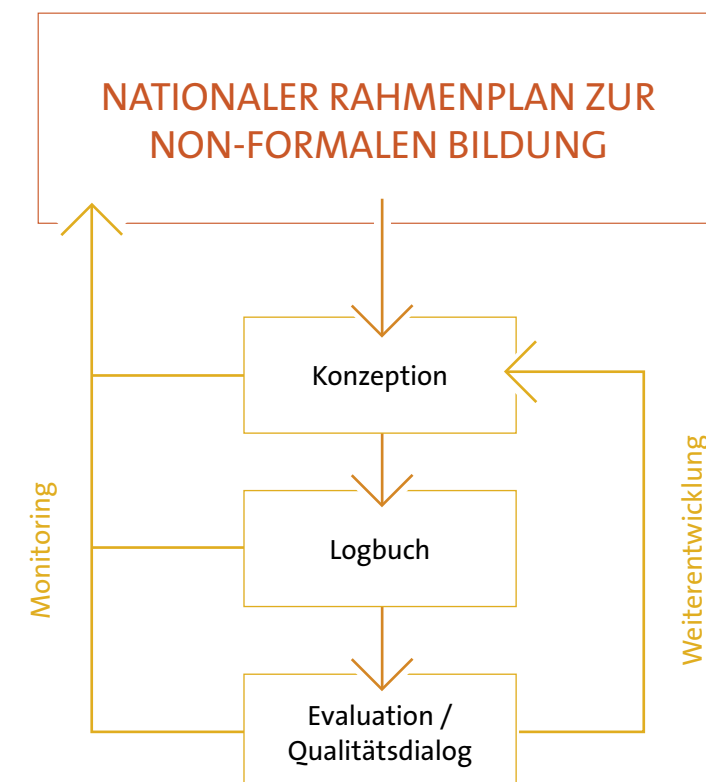 NATIONALER RAHMENPLAN ZUR
NON-FORMALEN BILDUNG
Konzeption
Logbuch
Evaluation /
Qualitätsdialog
Monitoring
Weiterentwicklung